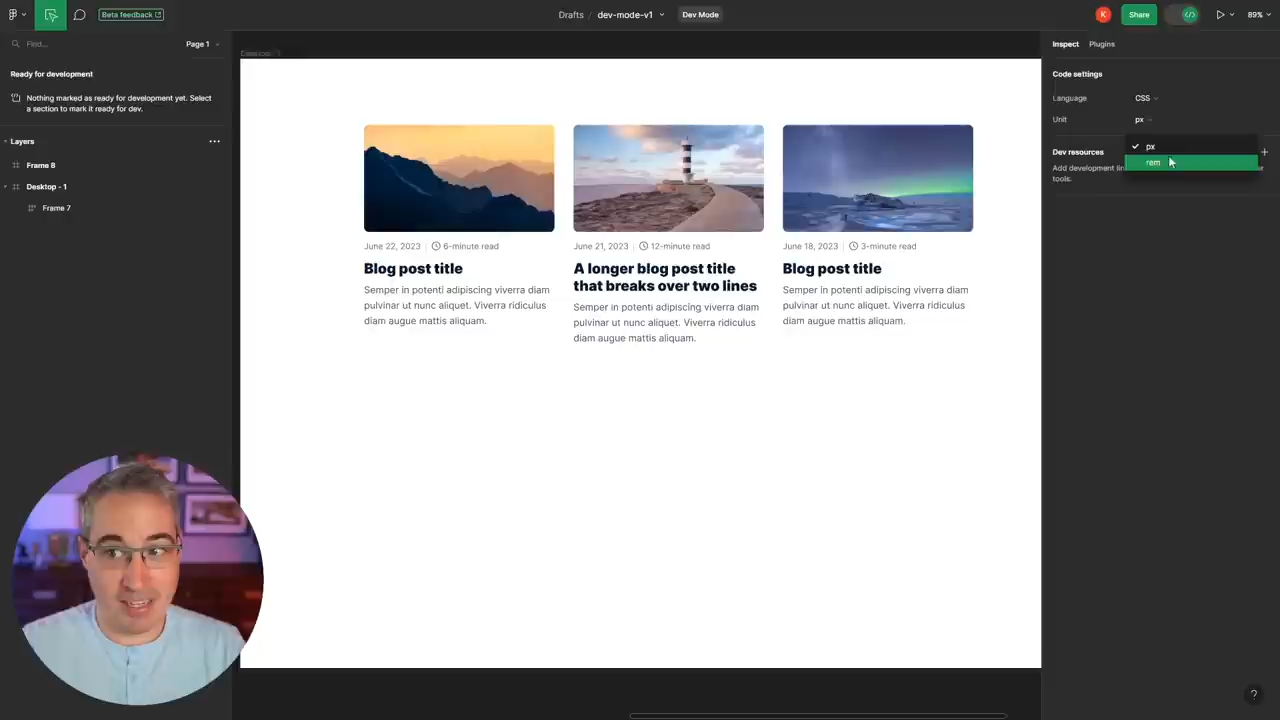 Beta feedback
Drafts / dev-mode-v1
Dev Mode
K
Share
89%
Find...
Page 1
Ready for development
Nothing marked as ready for development yet. Select
a section to mark it ready for dev.
Layers
Frame 8
Desktop - 1
Frame 7
Desktop - 1
June 22, 2023
6-minute read
Blog post title
Semper in potenti adipiscing viverra diam
pulvinar ut nunc aliquet. Viverra ridiculus
diam augue mattis aliquam.
June 21, 2023
12-minute read
A longer blog post title
that breaks over two lines
Semper in potenti adipiscing viverra diam
pulvinar ut nunc aliquet. Viverra ridiculus
diam augue mattis aliquam.
June 18, 2023
3-minute read
Blog post title
Semper in potenti adipiscing viverra diam
pulvinar ut nunc aliquet. Viverra ridiculus
diam augue mattis aliquam.
Inspect Plugins
Code settings
Language CSS
Unit px
px
rem
Dev resources
Add development
tools.
?